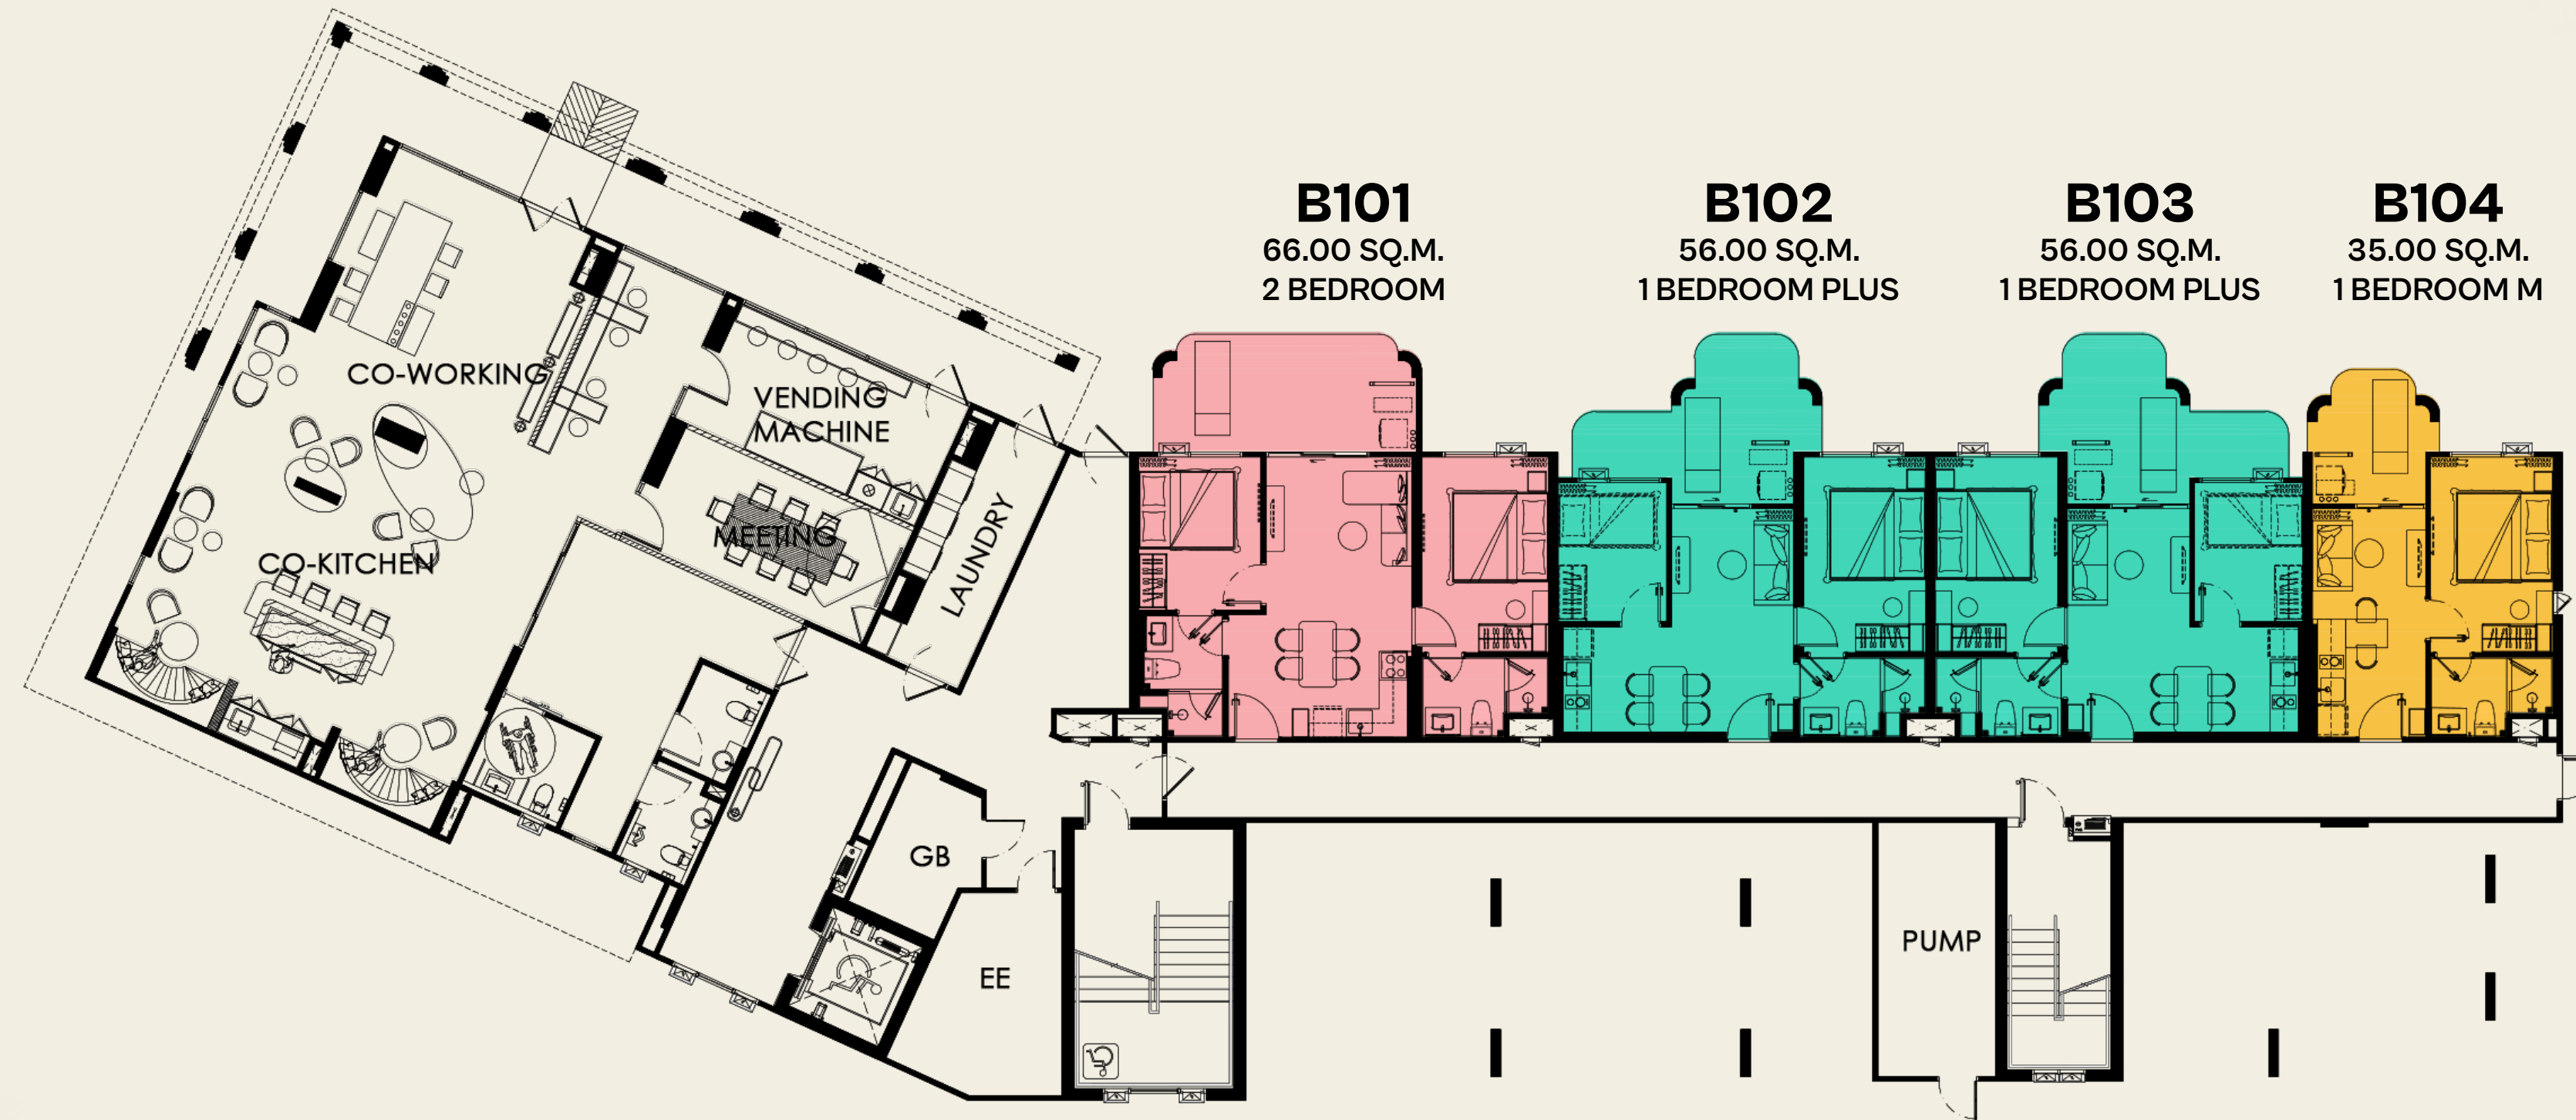 B101
66.00 SQ.M.
2 BEDROOM
B102
56.00 SQ.M.
1 BEDROOM PLUS
B103
56.00 SQ.M.
1 BEDROOM PLUS
B104
35.00 SQ.M.
1 BEDROOM M
CO-WORKING
VENDING
MACHINE
MEETING
LAUNDRY
CO-KITCHEN
GB
EE
PUMP